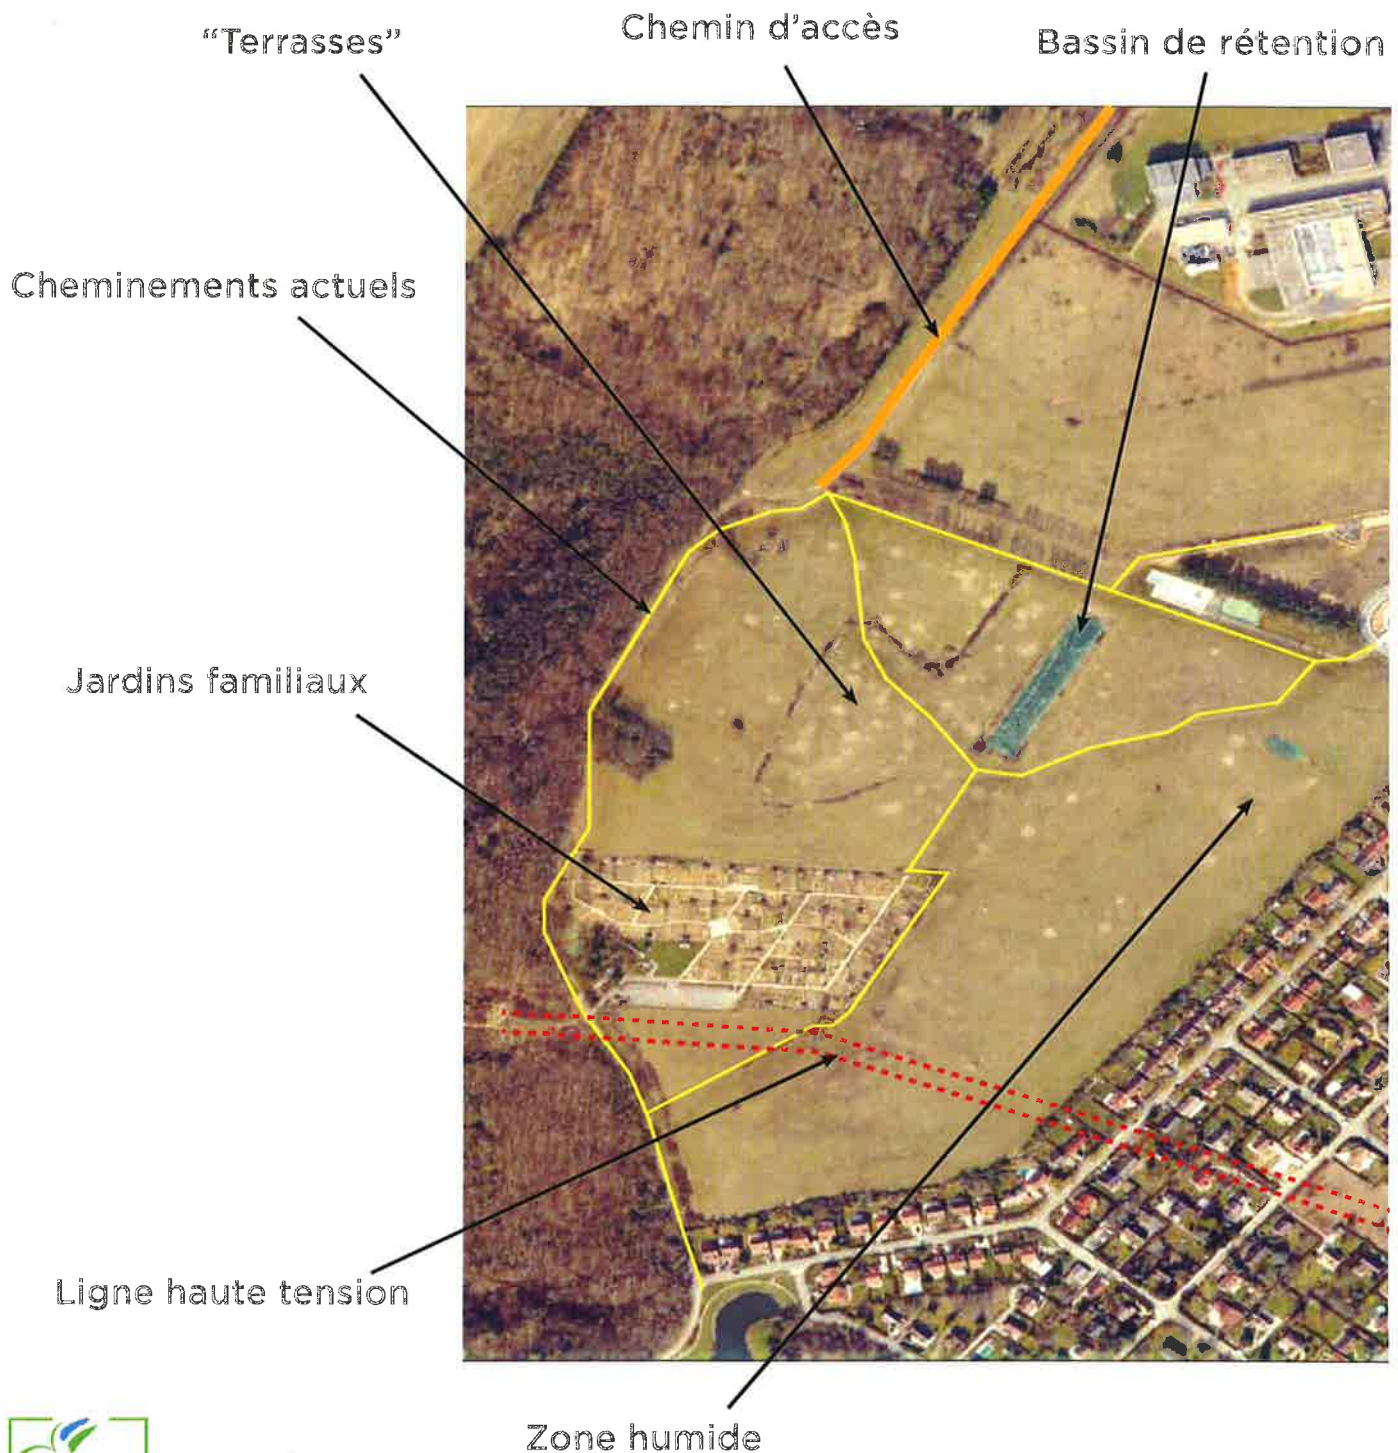 “Terrasses”
Chemin d'accès
Bassin de rétention
Cheminements actuels
Jardins familiaux
Ligne haute tension
Zone humide